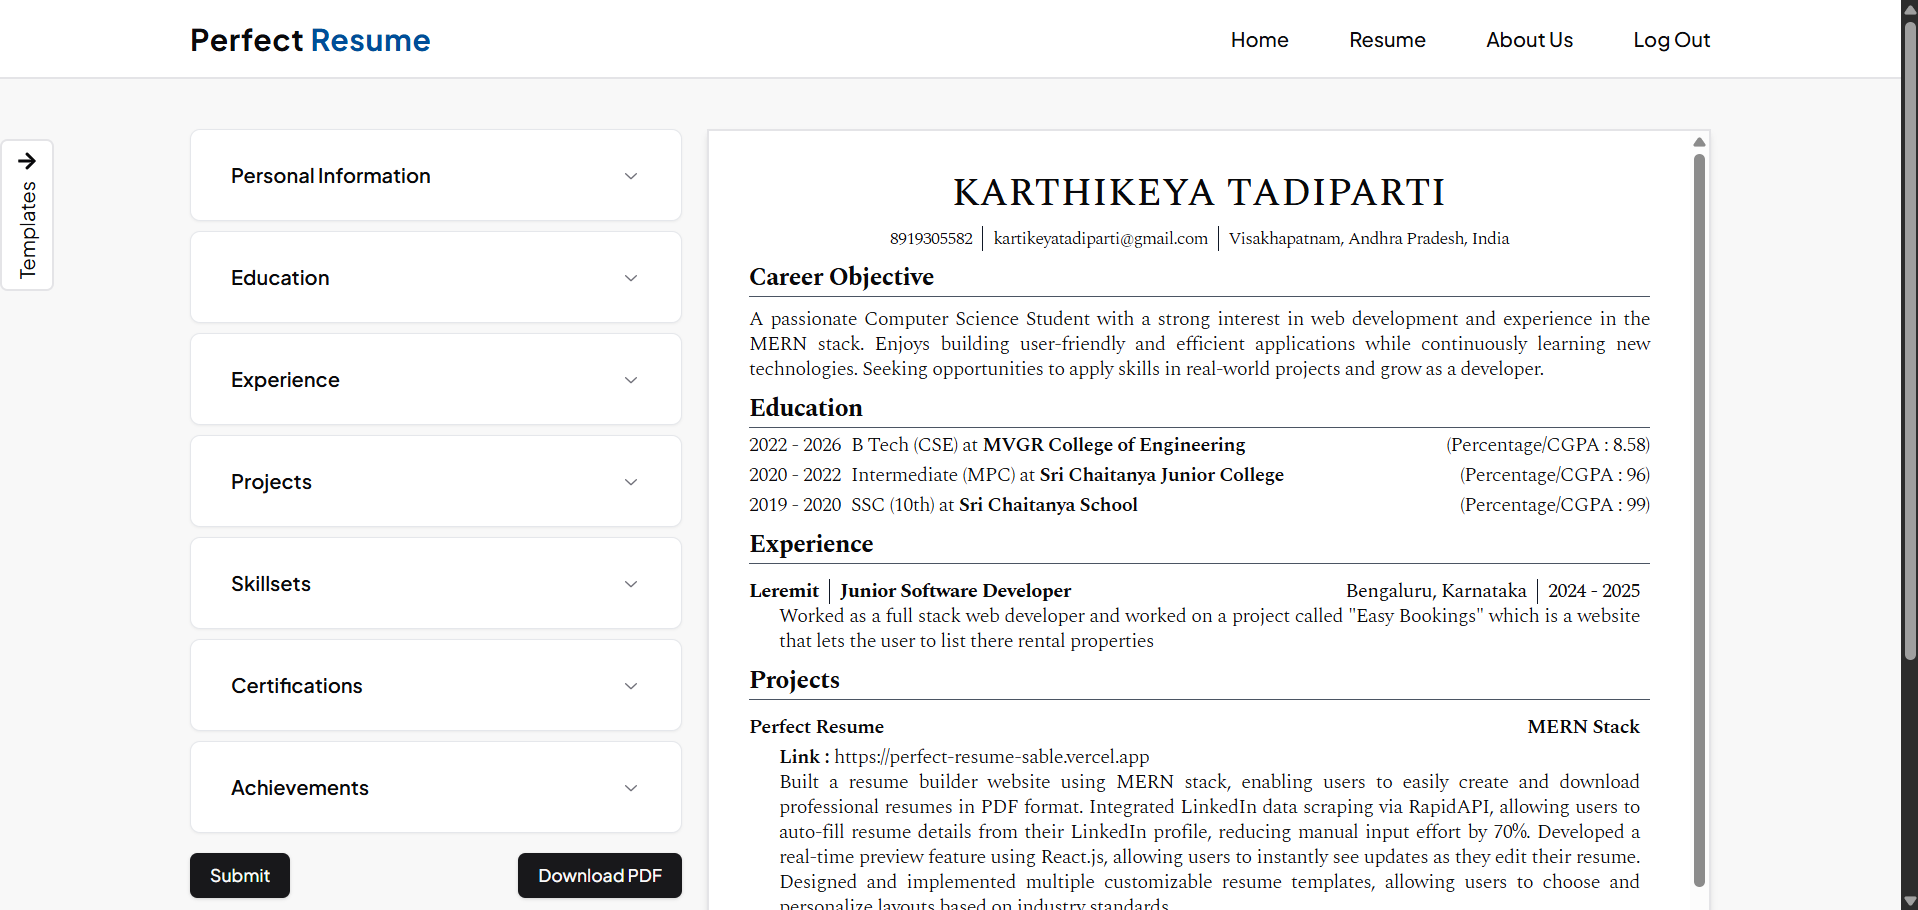 Perfect Resume
Home Resume About Us Log Out
Templates
Personal Information
Education
Experience
Projects
Skillsets
Certifications
Achievements
Submit Download PDF
KARTHIKEYA TADIPARTI
8919305582 | kartikeyatadiparti@gmail.com | Visakhapatnam, Andhra Pradesh, India
Career Objective
A passionate Computer Science Student with a strong interest in web development and experience in the
MERN stack. Enjoys building user-friendly and efficient applications while continuously learning new
technologies. Seeking opportunities to apply skills in real-world projects and grow as a developer.
Education
2022 - 2026 B Tech (CSE) at MVGR College of Engineering (Percentage/CGPA : 8.58)
2020 - 2022 Intermediate (MPC) at Sri Chaitanya Junior College (Percentage/CGPA : 96)
2019 - 2020 SSC (10th) at Sri Chaitanya School (Percentage/CGPA : 99)
Experience
Leremit | Junior Software Developer Bengaluru, Karnataka | 2024 - 2025
Worked as a full stack web developer and worked on a project called "Easy Bookings" which is a website
that lets the user to list there rental properties
Projects
Perfect Resume MERN Stack
Link : https://perfect-resume-sable.vercel.app
Built a resume builder website using MERN stack, enabling users to easily create and download
professional resumes in PDF format. Integrated LinkedIn data scraping via RapidAPI, allowing users to
auto-fill resume details from their LinkedIn profile, reducing manual input effort by 70%. Developed a
real-time preview feature using React.js, allowing users to instantly see updates as they edit their resume.
Designed and implemented multiple customizable resume templates, allowing users to choose and
personalize layouts based on industry standards.